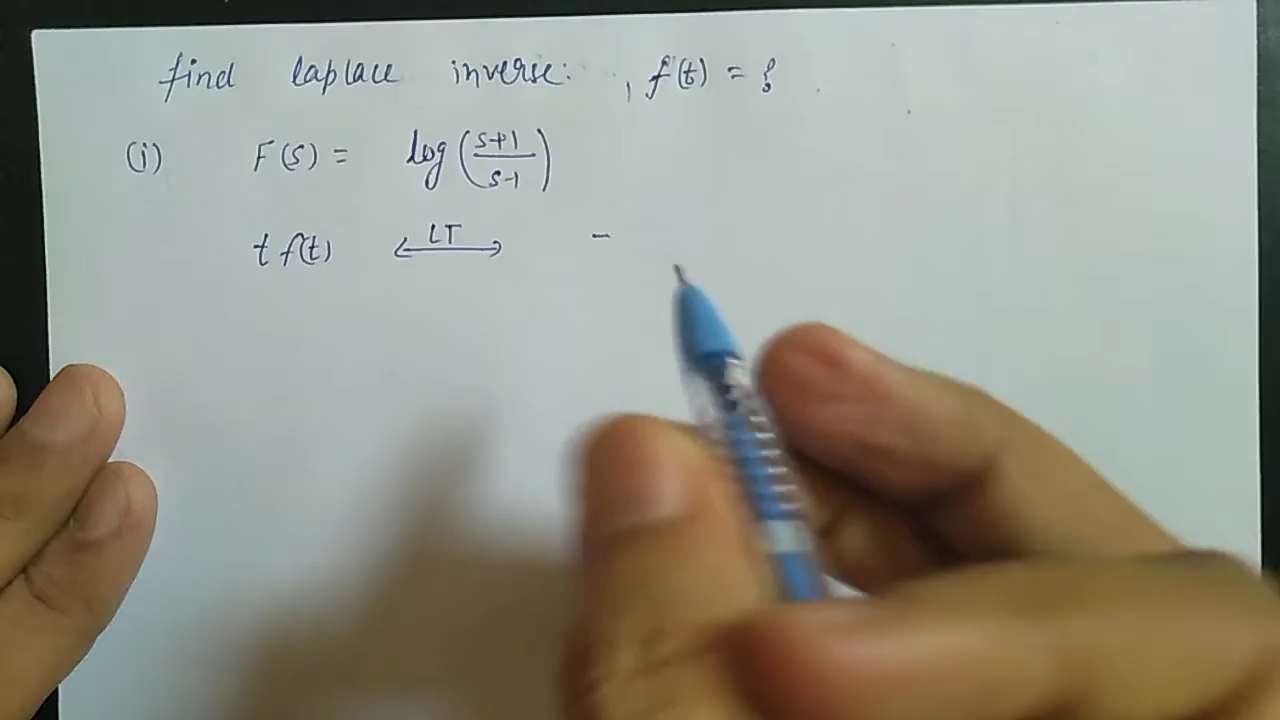 find laplace inverse: , f(t) = ?
(i) F(s) = log(s+1/s-1)
t f(t) <-LT-> -